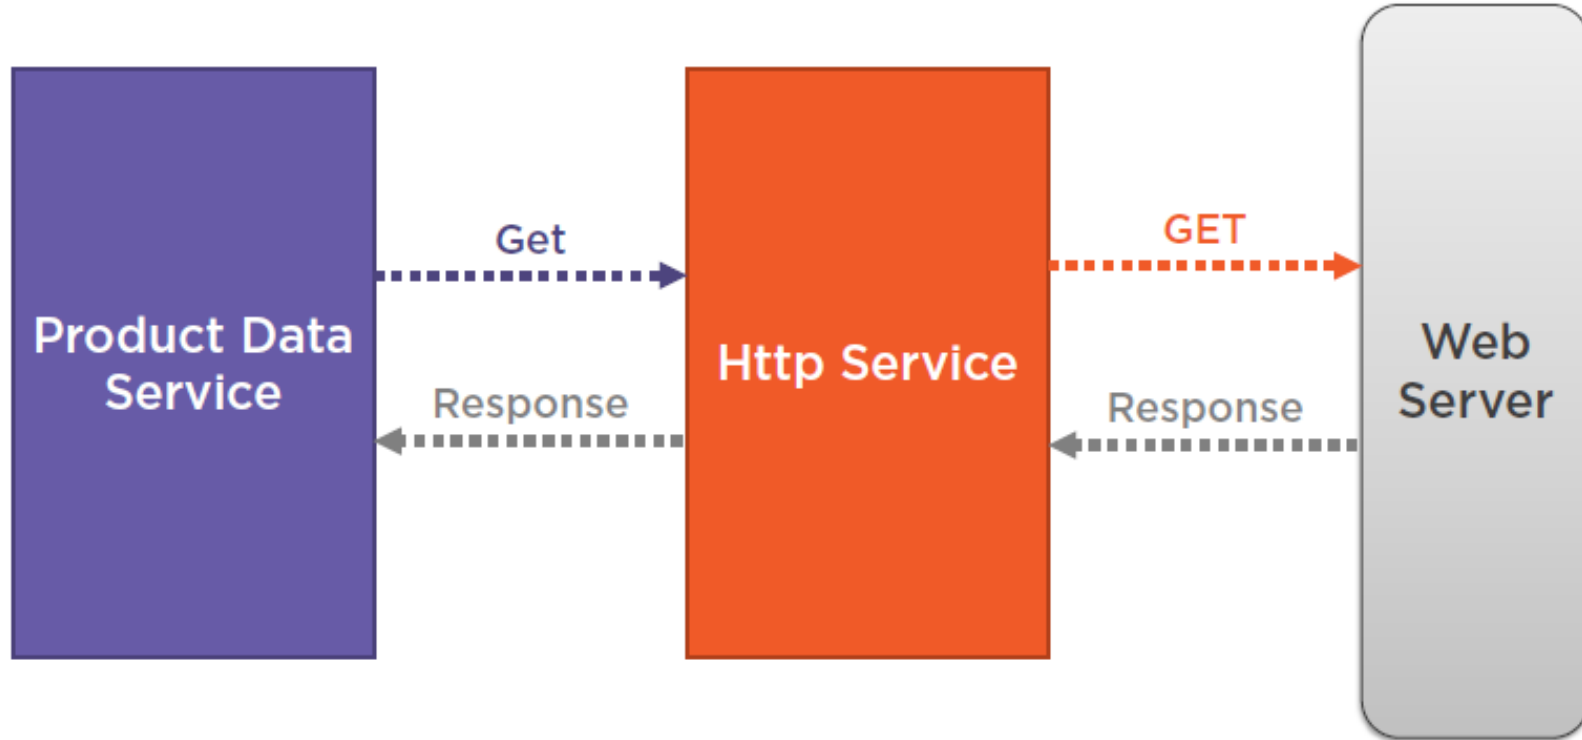 Product Data
Service
Get
Response
Http Service
GET
Response
Web
Server